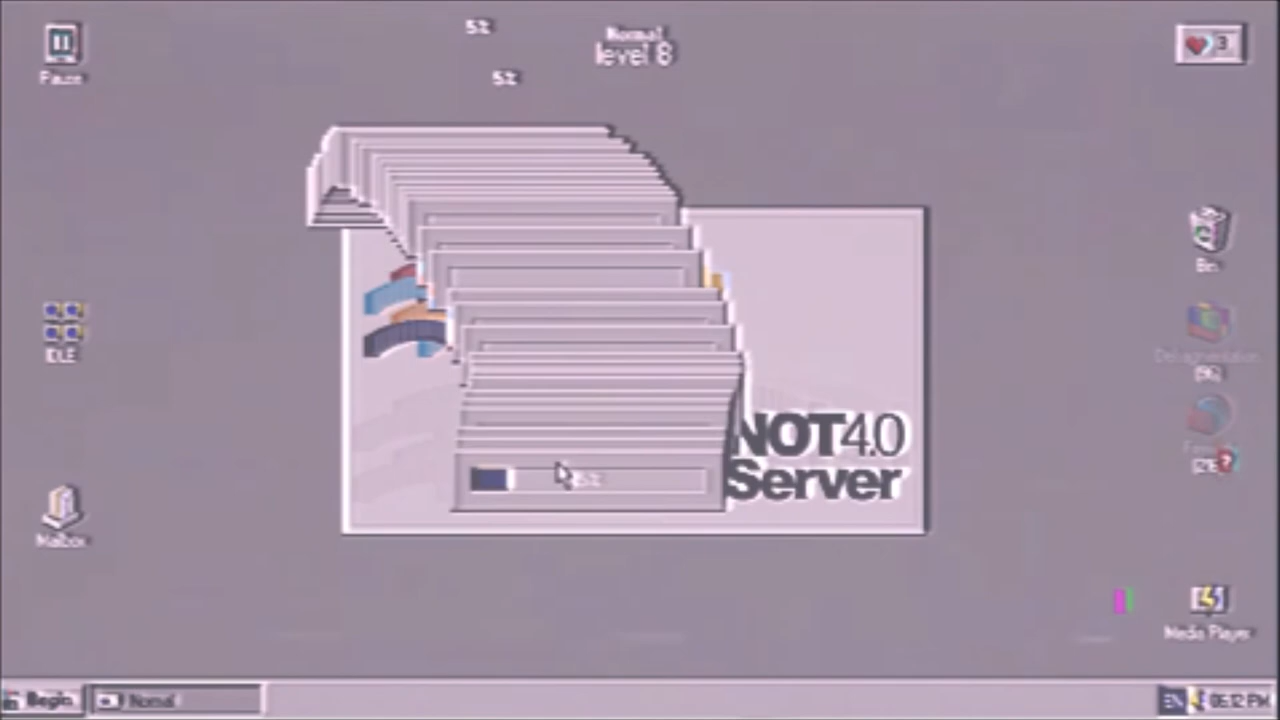 5%
Normal
level 8
3
Pause
5%
Bin
IDLE
NOT4.0
Server
5%
Mailbox
Media Player
Begin
Normal
EN
06:12 PM